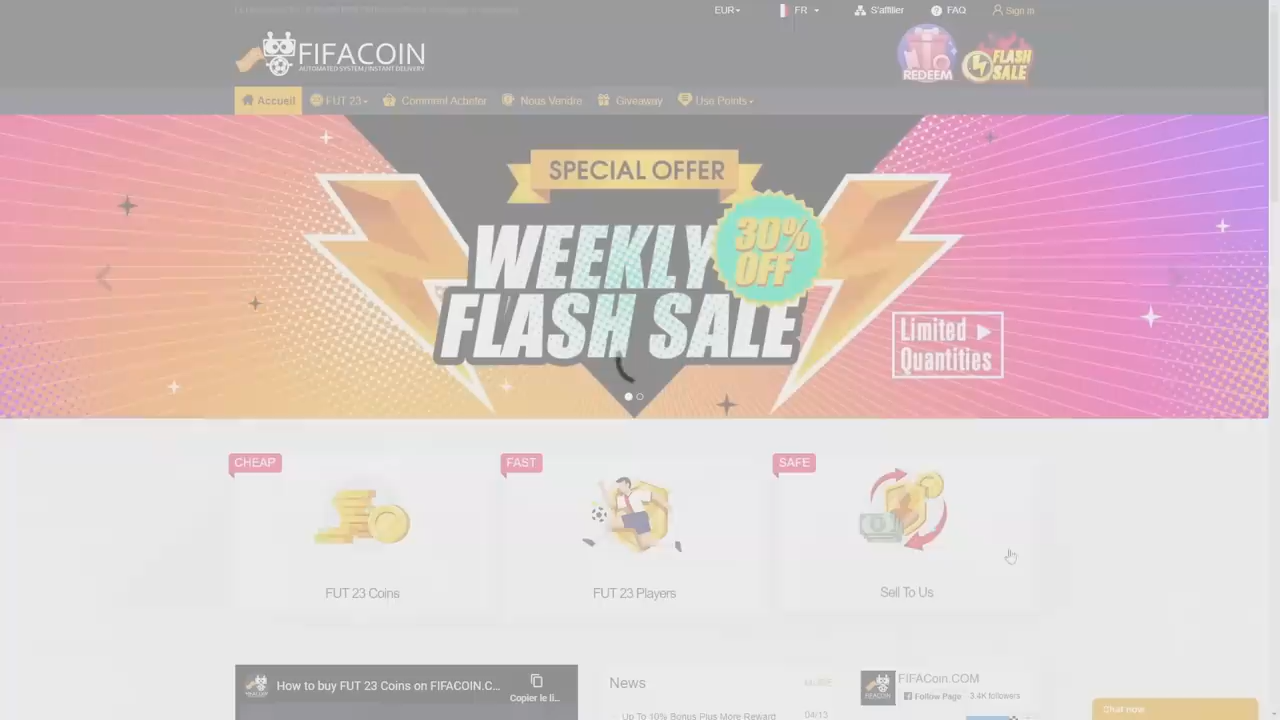 EUR
FR
S'affilier
FAQ
Sign in
FIFACOIN
AUTOMATED SYSTEM / INSTANT DELIVERY
REDEEM
FLASH
SALE
Accueil
FUT 23
Comment Acheter
Nous Vendre
Giveaway
Use Points
SPECIAL OFFER
WEEKLY
30%
OFF
FLASH SALE
Limited
Quantities
CHEAP
FAST
SAFE
FUT 23 Coins
FUT 23 Players
Sell To Us
How to buy FUT 23 Coins on FIFACOIN.C...
Copier le li...
News
MORE
Up To 10% Bonus Plus More Reward
04/13
FIFACoin.COM
Follow Page
3.4K followers
Chat now